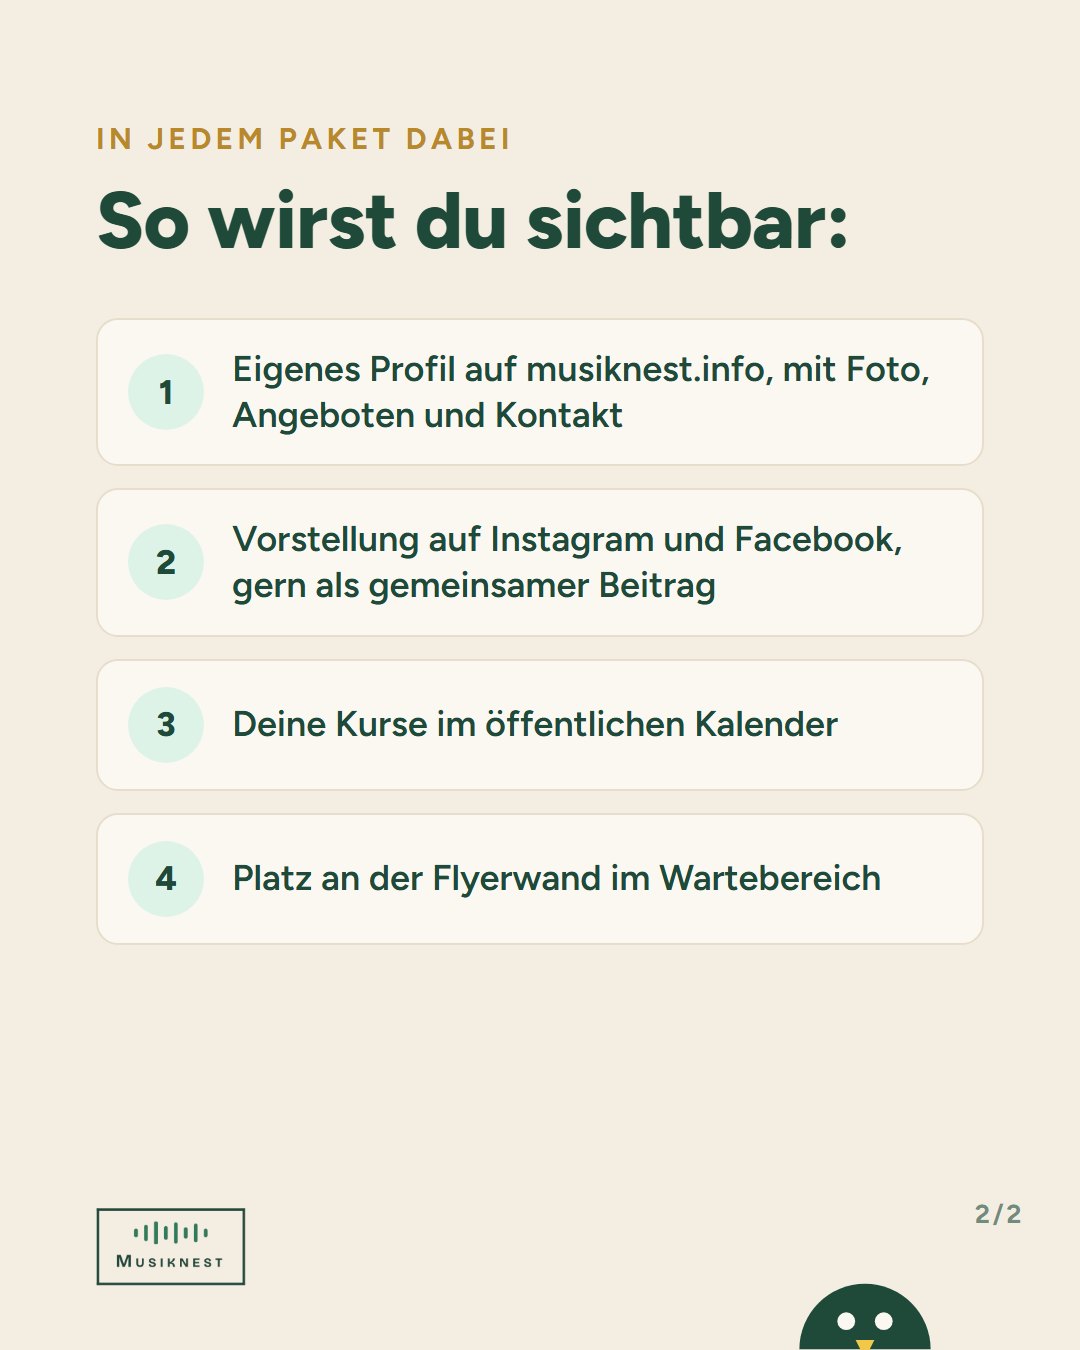 IN JEDEM PAKET DABEI
So wirst du sichtbar:
1
Eigenes Profil auf musiknest.info, mit Foto,
Angeboten und Kontakt
2
Vorstellung auf Instagram und Facebook,
gern als gemeinsamer Beitrag
3
Deine Kurse im öffentlichen Kalender
4
Platz an der Flyerwand im Wartebereich
2/2
MUSIKNEST